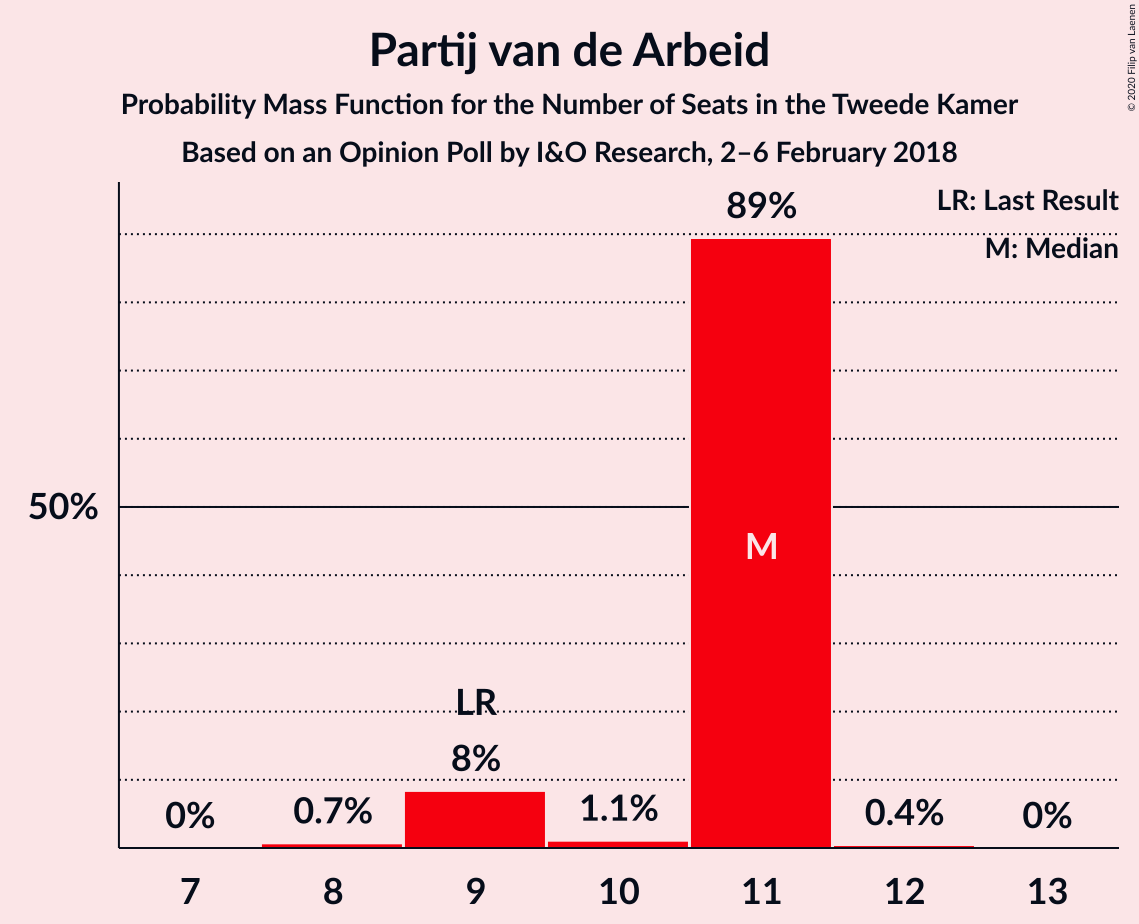 Partij van de Arbeid
Probability Mass Function for the Number of Seats in the Tweede Kamer
Based on an Opinion Poll by I&O Research, 2–6 February 2018
© 2020 Filip van Laenen
LR: Last Result
M: Median
89%
50%
M
LR
8%
0%
0.7%
1.1%
0.4%
0%
7 8 9 10 11 12 13